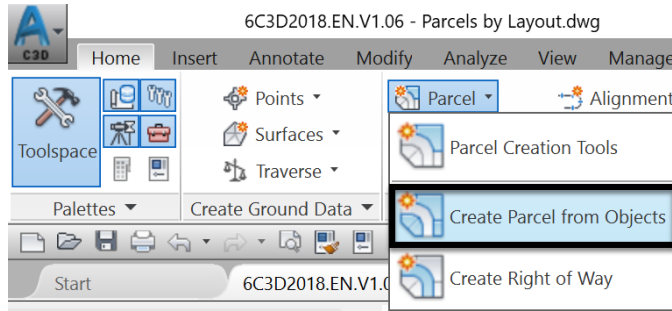 6C3D2018.EN.V1.06 - Parcels by Layout.dwg
A
C3D
Home Insert Annotate Modify Analyze View Manage
Toolspace
Points
Surfaces
Traverse
Parcel
Alignment
Parcel Creation Tools
Create Parcel from Objects
Create Right of Way
Palettes
Create Ground Data
Start
6C3D2018.EN.V1.0